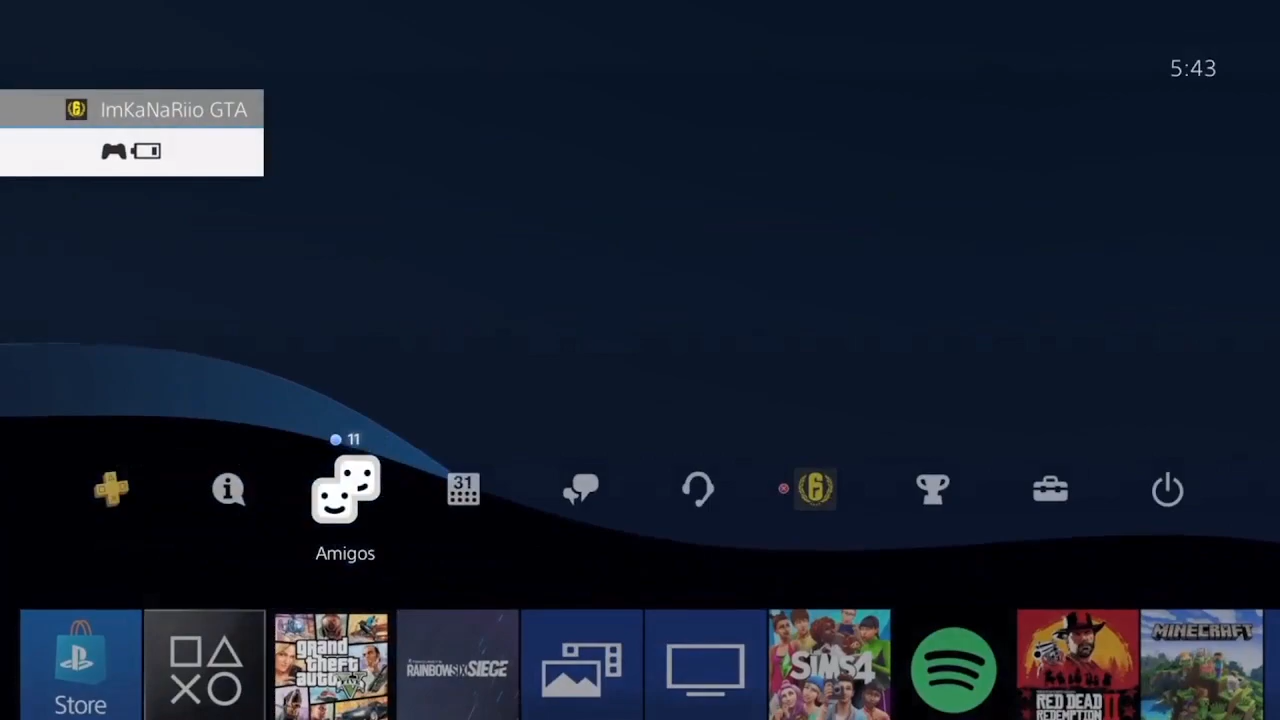 5:43
ImKaNaRiio GTA
11
31
Amigos
Store
grand
theft
auto
V
RAINBOW SIX SIEGE
SIMS 4
RED DEAD
REDEMPTION II
MINECRAFT